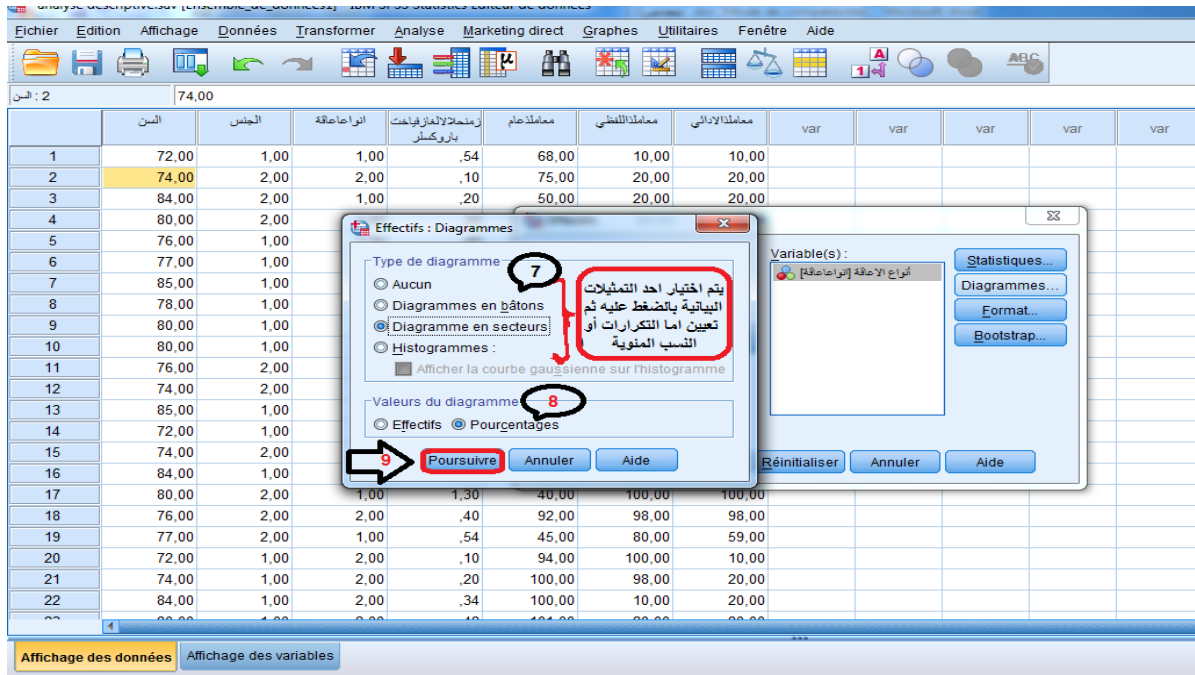 analyse descriptive.sav [Ensemble_de_données1] - IBM SPSS Statistics Editeur de données
Fichier Edition Affichage Données Transformer Analyse Marketing direct Graphes Utilitaires Fenêtre Aide
2 : السن 74,00
السن الجنس انواعاعاقة معاملذعام معاملذاللفظي معاملذالادائي var var var var var
باروكسلر
1 72,00 1,00 1,00 ,54 68,00 10,00 10,00
2 74,00 2,00 2,00 ,10 75,00 20,00 20,00
3 84,00 2,00 1,00 ,20 50,00 20,00 20,00
4 80,00 2,00
5 76,00 1,00
6 77,00 1,00
7 85,00 1,00
8 78,00 1,00
9 80,00 1,00
10 80,00 1,00
11 76,00 2,00
12 74,00 2,00
13 85,00 1,00
14 72,00 1,00
15 74,00 2,00
16 84,00 1,00
17 80,00 2,00 1,00 1,30 40,00 100,00 100,00
18 76,00 2,00 2,00 ,40 92,00 98,00 98,00
19 77,00 2,00 1,00 ,54 45,00 80,00 59,00
20 72,00 1,00 2,00 ,10 94,00 100,00 10,00
21 74,00 1,00 2,00 ,20 100,00 98,00 20,00
22 84,00 1,00 2,00 ,34 100,00 10,00 20,00
Effectifs : Diagrammes
Type de diagramme
7
Aucun
Diagrammes en bâtons
Diagramme en secteurs
Histogrammes :
Afficher la courbe gaussienne sur l'histogramme
يتم اختيار احد التمثيلات
البيانية بالضغط عليه ثم
تعيين اما التكرارات أو
النسب المئوية
Valeurs du diagramme
8
Effectifs Pourcentages
9
Poursuivre Annuler Aide
Variable(s) :
أنواع الاعاقة [انواعاعاقة]
Statistiques...
Diagrammes...
Format...
Bootstrap...
Réinitialiser Annuler Aide
Affichage des données Affichage des variables